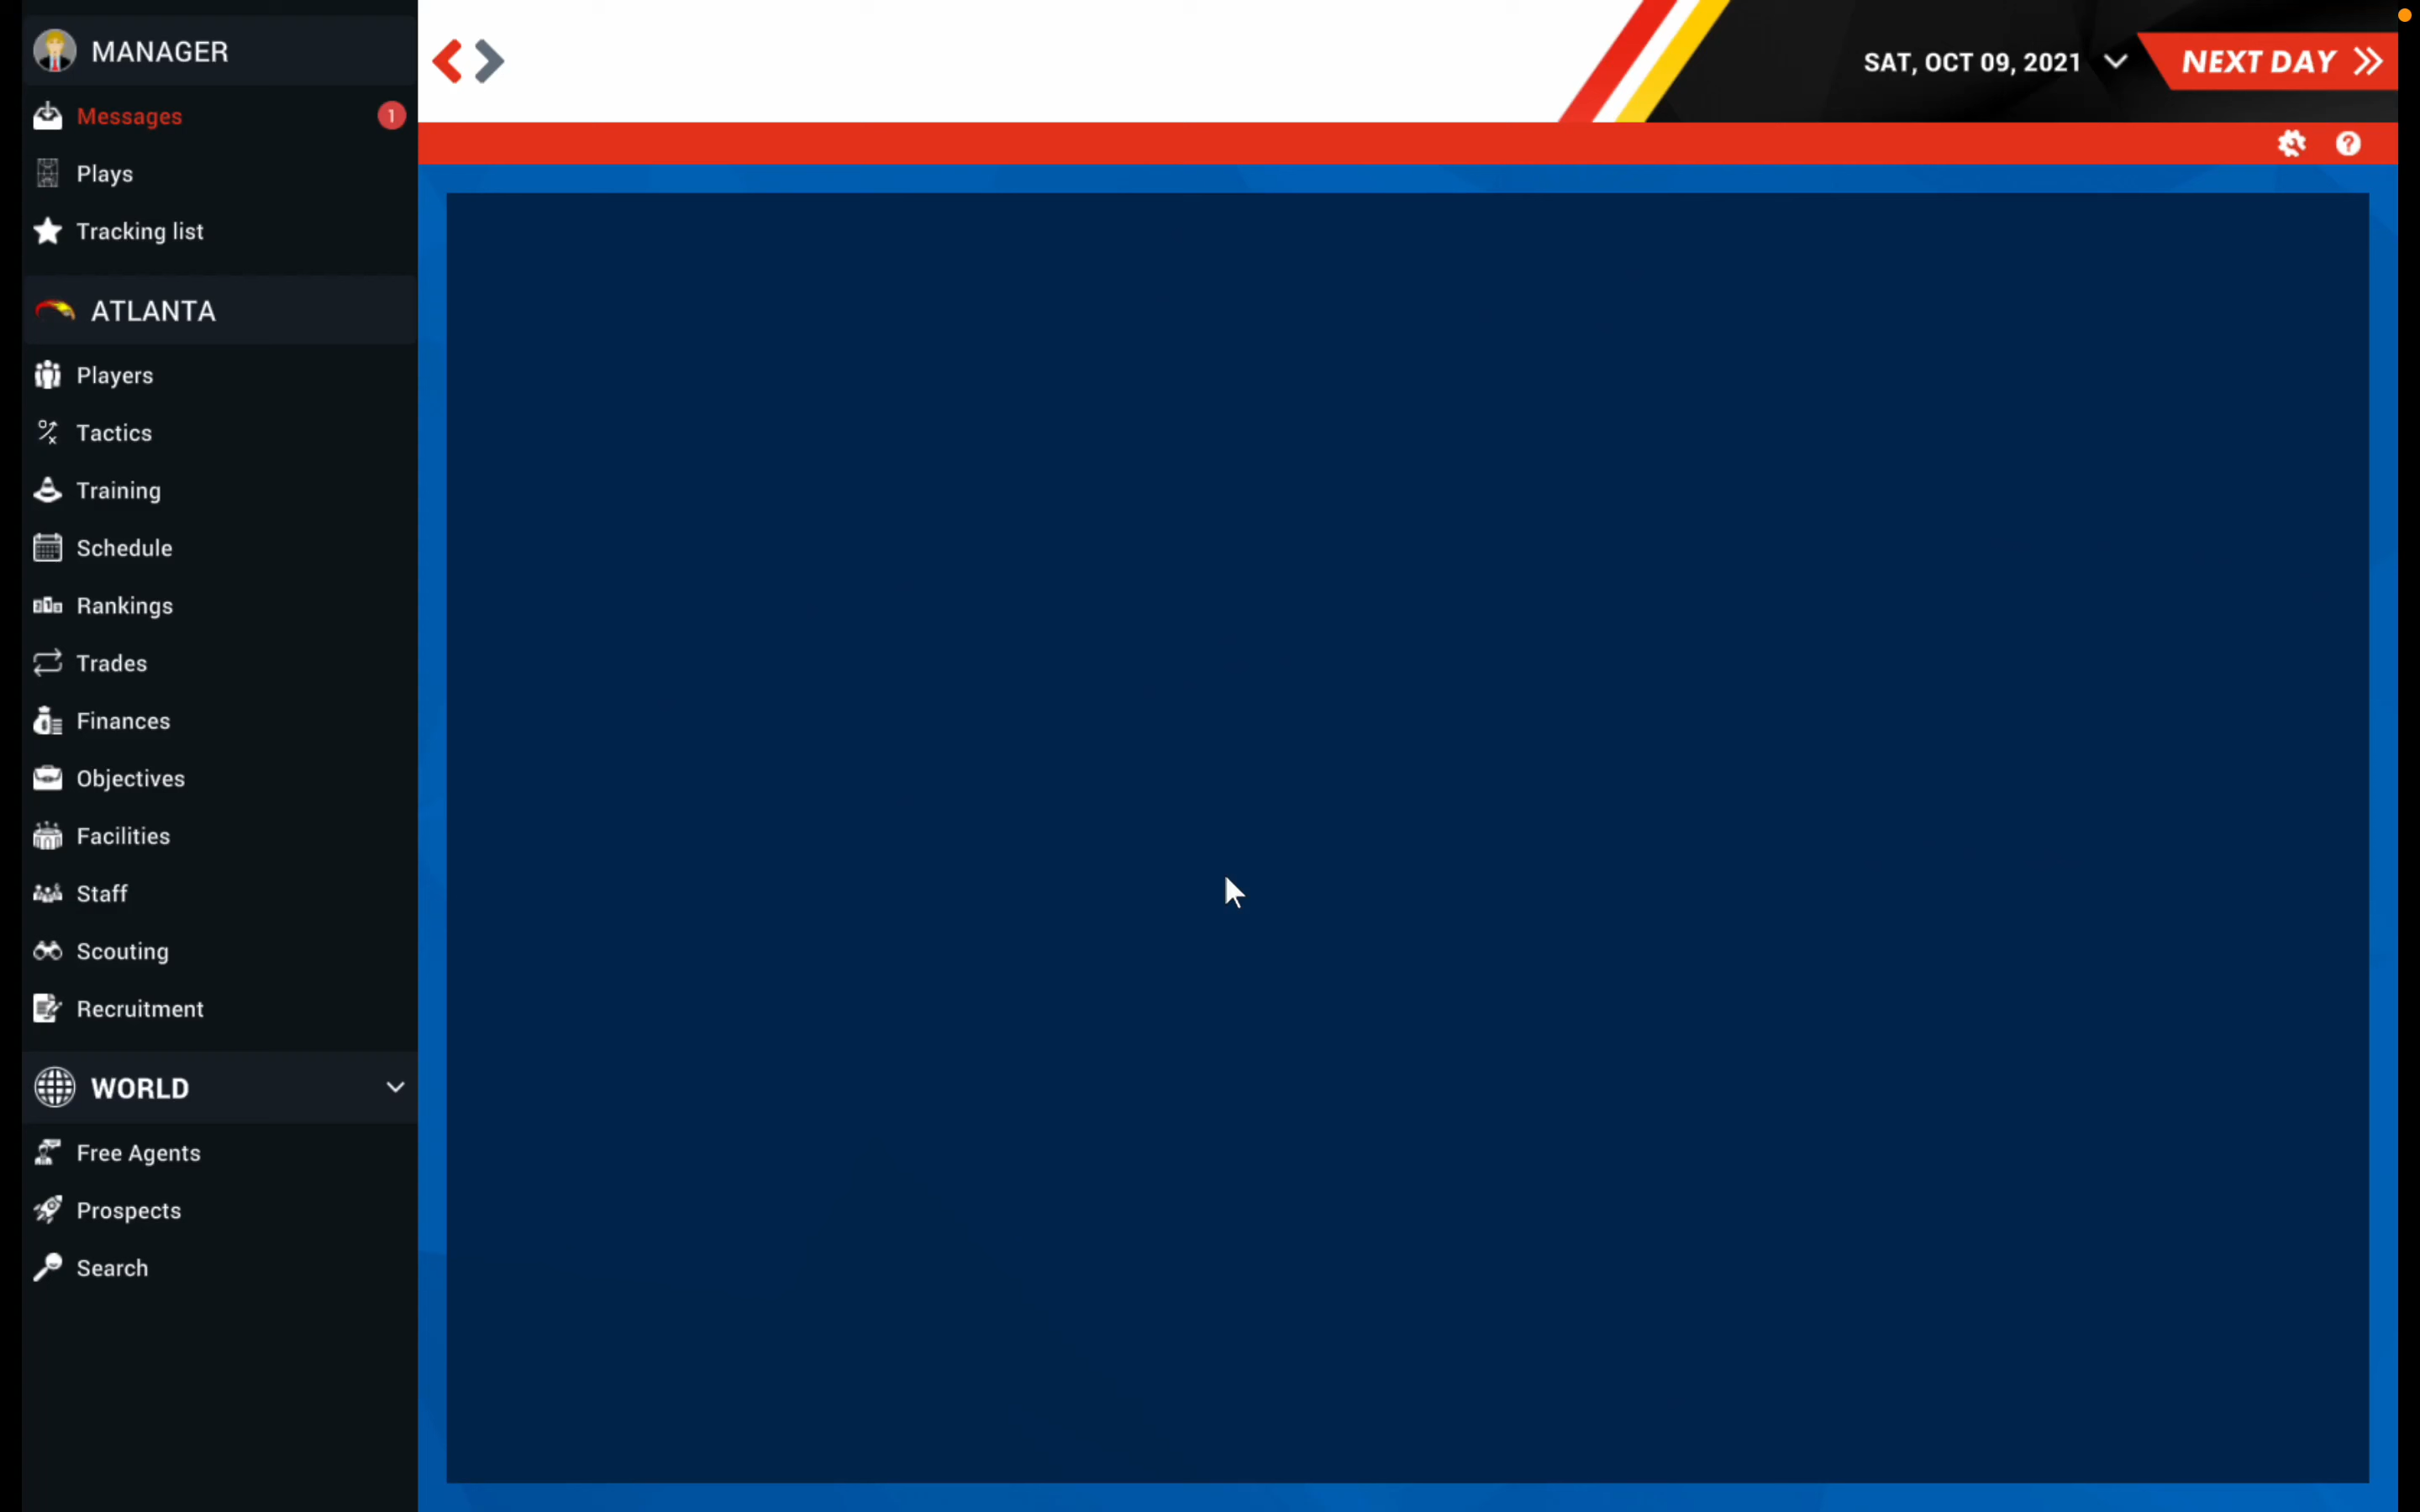 MANAGER
Messages 1
Plays
Tracking list
ATLANTA
Players
Tactics
Training
Schedule
Rankings
Trades
Finances
Objectives
Facilities
Staff
Scouting
Recruitment
WORLD
Free Agents
Prospects
Search
SAT, OCT 09, 2021
NEXT DAY